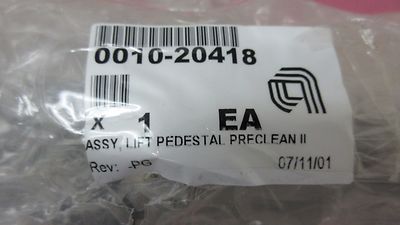 0010-20418
x 1 EA
ASSY, LIFT PEDESTAL PRECLEAN II
Rev: -PG 07/11/01